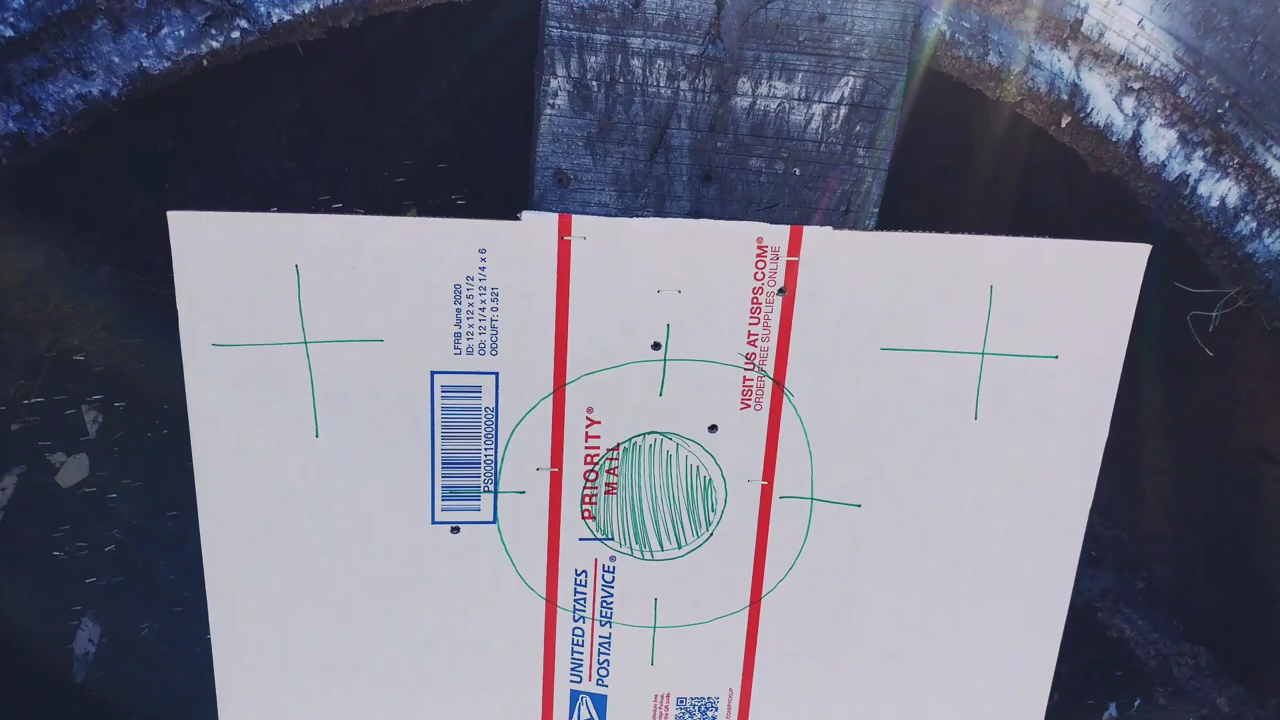 LFRB June 2020
ID: 12 x 12 x 5 1/2
OD: 12 1/4 x 12 1/4 x 6
ODCUFT: 0.521
PS00011000002
PRIORITY®
MAIL
UNITED STATES
POSTAL SERVICE®
VISIT US AT USPS.COM®
ORDER FREE SUPPLIES ONLINE